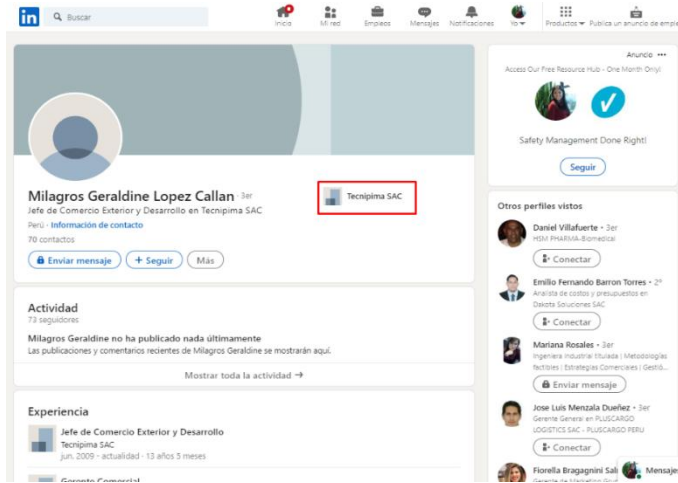 in
Buscar
Inicio
Mi red
Empleos
Mensajes
Notificaciones
Yo
Productos
Publica un anuncio de emple
Milagros Geraldine Lopez Callan · 3er
Jefe de Comercio Exterior y Desarrollo en Tecnipima SAC
Perú · Información de contacto
70 contactos
Enviar mensaje
+ Seguir
Más
Tecnipima SAC
Actividad
73 seguidores
Milagros Geraldine no ha publicado nada últimamente
Las publicaciones y comentarios recientes de Milagros Geraldine se mostrarán aquí.
Mostrar toda la actividad →
Experiencia
Jefe de Comercio Exterior y Desarrollo
Tecnipima SAC
jun. 2009 - actualidad · 13 años 5 meses
Gerente Comercial
Anuncio •••
Access Our Free Resource Hub - One Month Only!
Safety Management Done Right!
Seguir
Otros perfiles vistos
Daniel Villafuerte • 3er
HSM PHARMA-Biomedical
Conectar
Emilio Fernando Barron Torres • 2º
Analista de costos y presupuestos en
Dakota Soluciones SAC
Conectar
Mariana Rosales • 3er
Ingeniera Industrial titulada | Metodologías
factibles | Estrategias Comerciales | Gestió...
Enviar mensaje
Jose Luis Menzala Dueñez • 3er
Gerente General en PLUSCARGO
LOGISTICS SAC - PLUSCARGO PERU
Conectar
Fiorella Bragagnini Sal
Gerente de Marketing
Mensaje